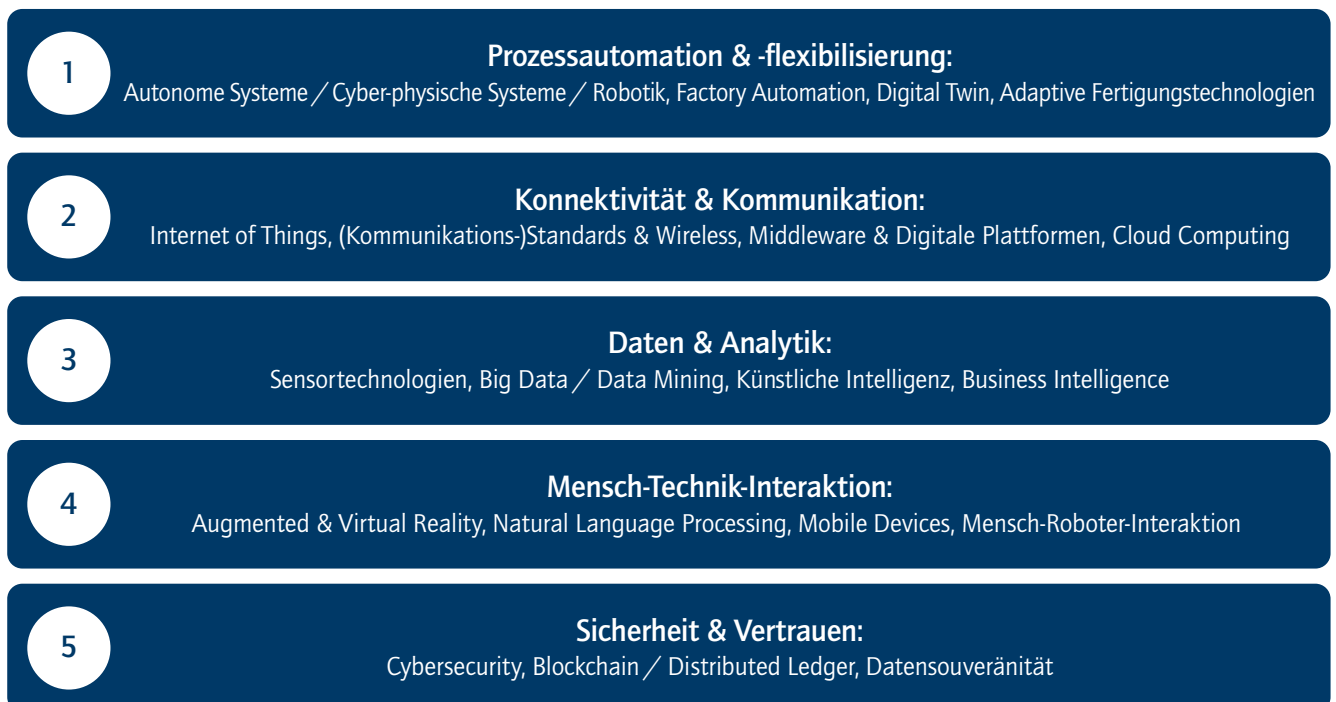 1
Prozessautomation & -flexibilisierung:
Autonome Systeme / Cyber-physische Systeme / Robotik, Factory Automation, Digital Twin, Adaptive Fertigungstechnologien
2
Konnektivität & Kommunikation:
Internet of Things, (Kommunikations-)Standards & Wireless, Middleware & Digitale Plattformen, Cloud Computing
3
Daten & Analytik:
Sensortechnologien, Big Data / Data Mining, Künstliche Intelligenz, Business Intelligence
4
Mensch-Technik-Interaktion:
Augmented & Virtual Reality, Natural Language Processing, Mobile Devices, Mensch-Roboter-Interaktion
5
Sicherheit & Vertrauen:
Cybersecurity, Blockchain / Distributed Ledger, Datensouveränität